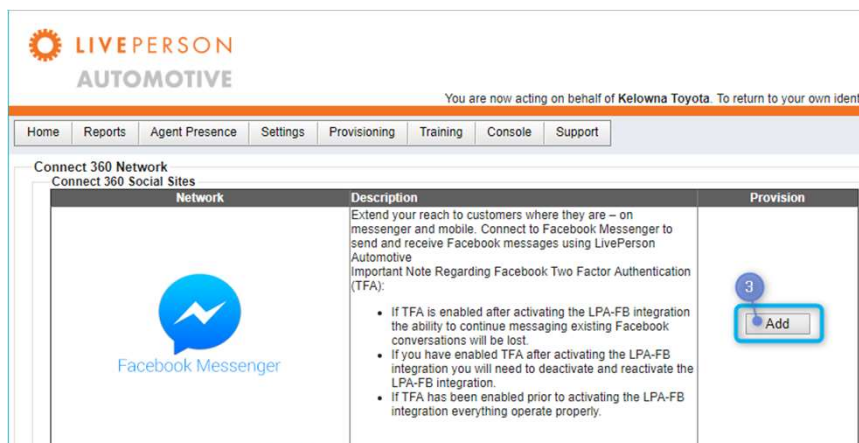 LIVEPERSON
AUTOMOTIVE
You are now acting on behalf of Kelowna Toyota. To return to your own ident
Home Reports Agent Presence Settings Provisioning Training Console Support
Connect 360 Network
Connect 360 Social Sites
Network Description Provision
Extend your reach to customers where they are – on
messenger and mobile. Connect to Facebook Messenger to
send and receive Facebook messages using LivePerson
Automotive
Important Note Regarding Facebook Two Factor Authentication
(TFA):
• If TFA is enabled after activating the LPA-FB integration
the ability to continue messaging existing Facebook
conversations will be lost.
• If you have enabled TFA after activating the LPA-FB
integration you will need to deactivate and reactivate the
LPA-FB integration.
• If TFA has been enabled prior to activating the LPA-FB
integration everything operate properly.
Facebook Messenger
3
Add